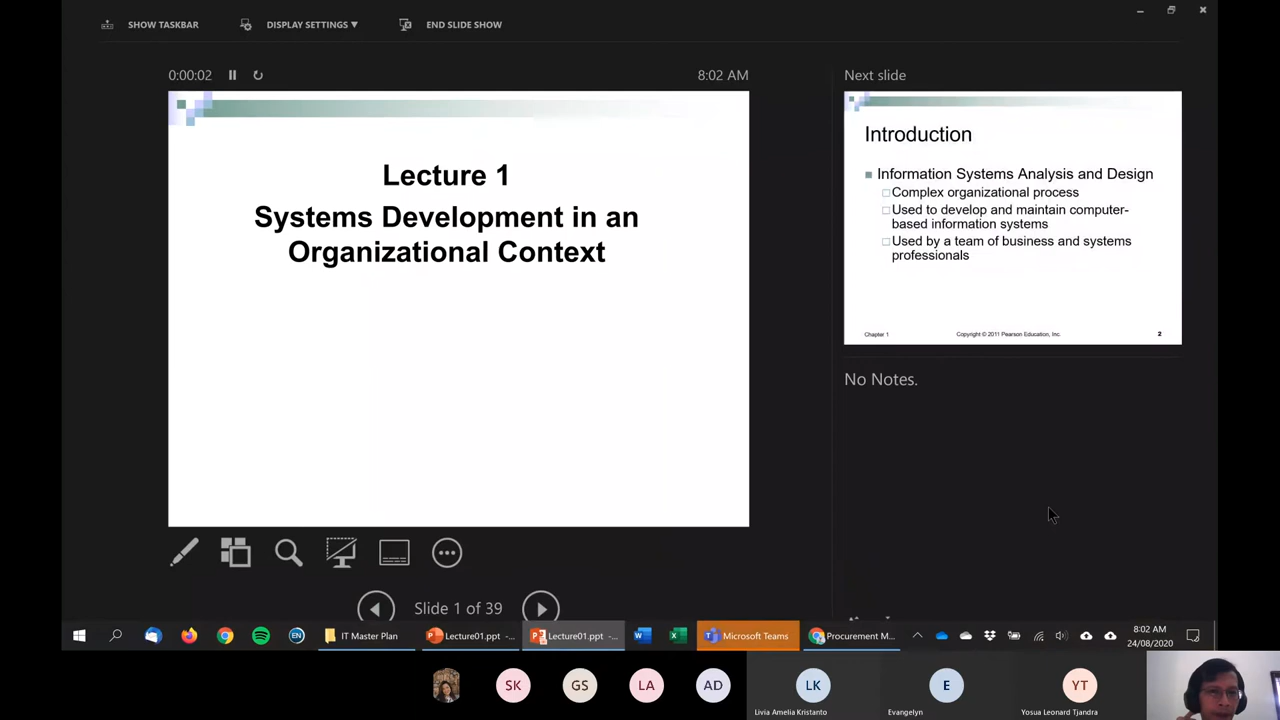 SHOW TASKBAR
DISPLAY SETTINGS ▼
END SLIDE SHOW
0:00:02
8:02 AM
Lecture 1
Systems Development in an
Organizational Context
Next slide
Introduction
Information Systems Analysis and Design
Complex organizational process
Used to develop and maintain computer-
based information systems
Used by a team of business and systems
professionals
Chapter 1
Copyright © 2011 Pearson Education, Inc.
2
No Notes.
Slide 1 of 39
EN
IT Master Plan
Lecture01.ppt -...
Lecture01.ppt -...
Microsoft Teams
Procurement M...
8:02 AM
24/08/2020
SK
GS
LA
AD
LK
Livia Amelia Kristanto
E
Evangelyn
YT
Yosua Leonard Tjandra